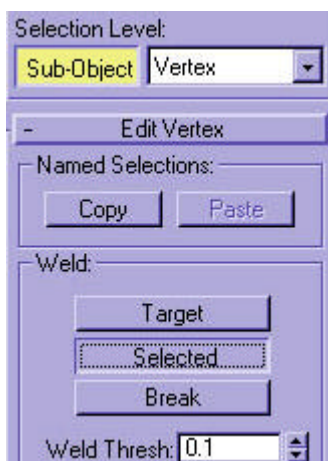 Selection Level:
Sub-Object Vertex
- Edit Vertex
Named Selections:
Copy Paste
Weld:
Target
Selected
Break
Weld Thresh: 0.1